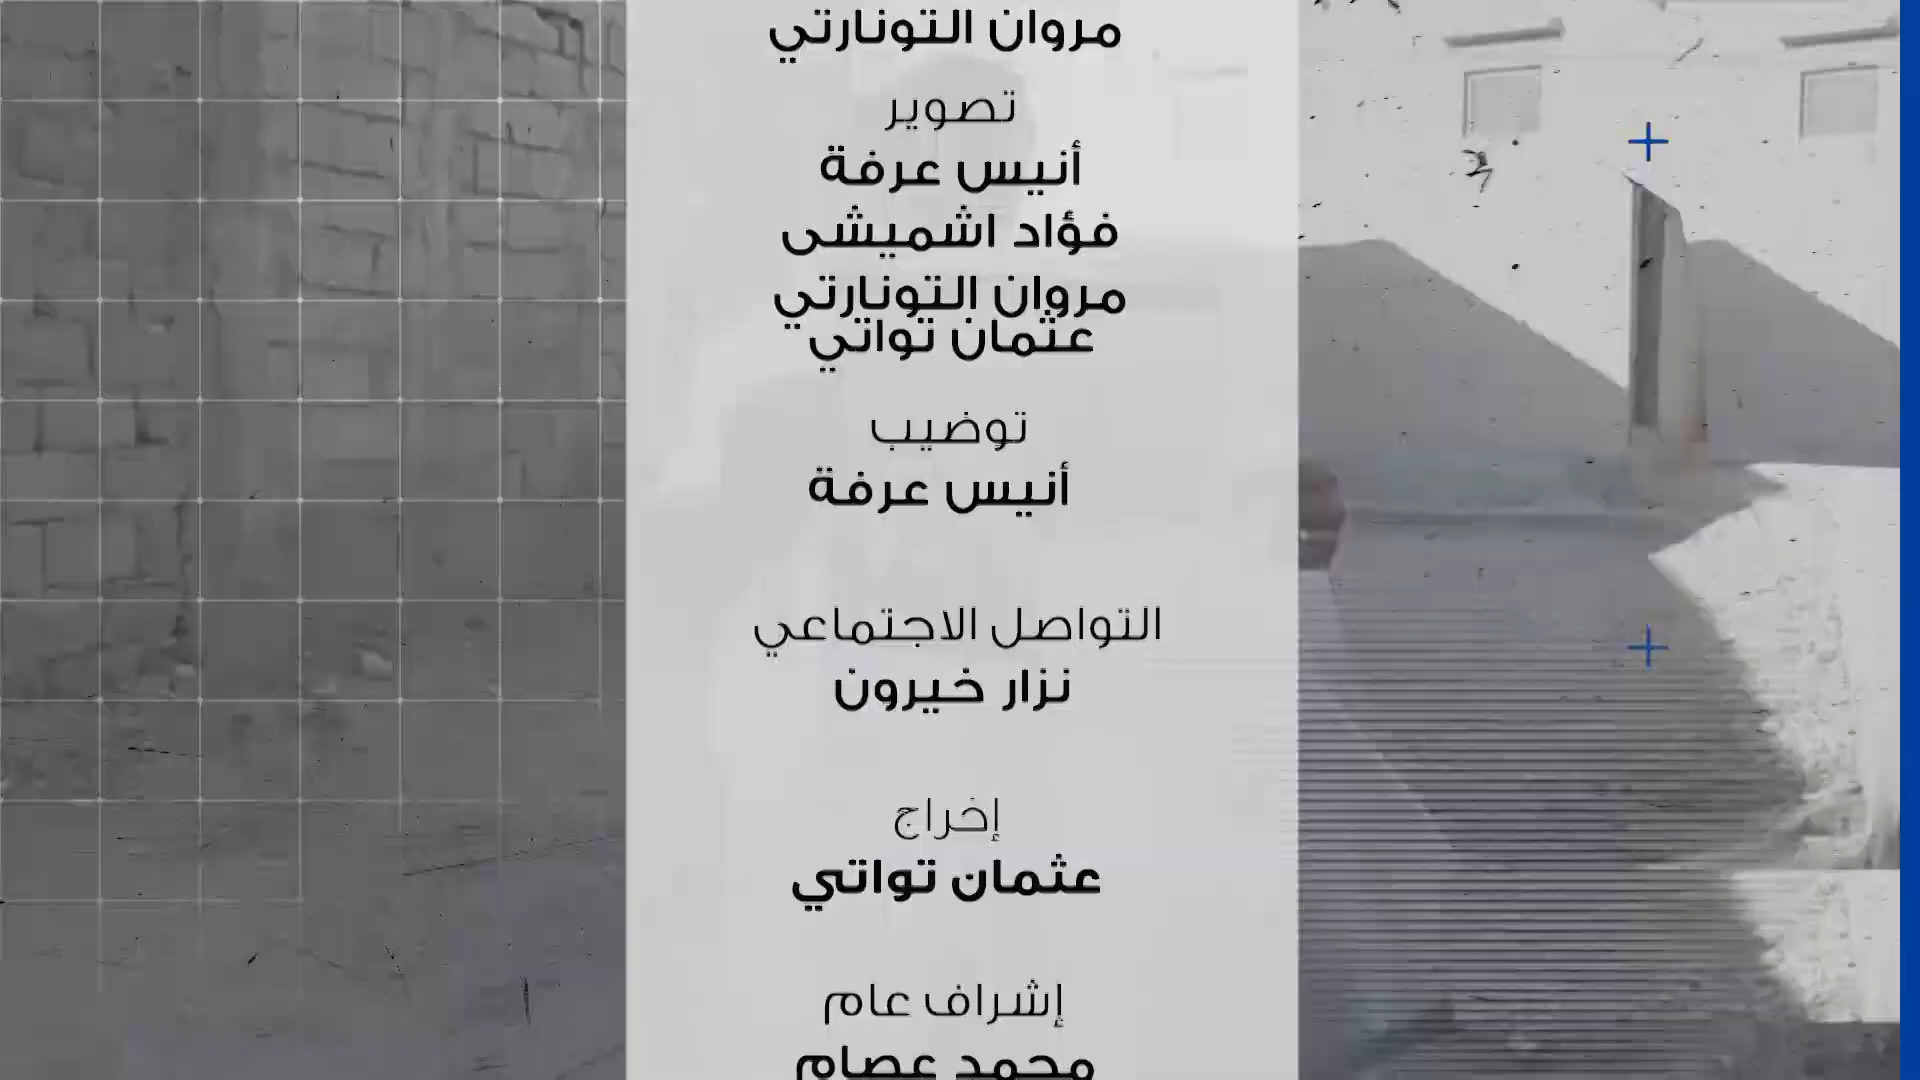 مروان التونارتي
تصوير
أنيس عرفة
فؤاد اشميشى
مروان التونارتي
عثمان تواتي
توضيب
أنيس عرفة
التواصل الاجتماعي
نزار خيرون
إخراج
عثمان تواتي
إشراف عام
محمد عصام